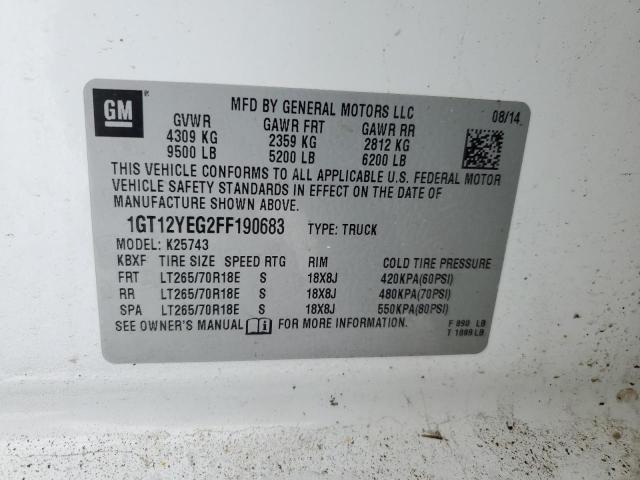 GM
®
MFD BY GENERAL MOTORS LLC 08/14
GVWR GAWR FRT GAWR RR
4309 KG 2359 KG 2812 KG
9500 LB 5200 LB 6200 LB
THIS VEHICLE CONFORMS TO ALL APPLICABLE U.S. FEDERAL MOTOR
VEHICLE SAFETY STANDARDS IN EFFECT ON THE DATE OF
MANUFACTURE SHOWN ABOVE.
1GT12YEG2FF190683 TYPE: TRUCK
MODEL: K25743
KBXF TIRE SIZE SPEED RTG RIM COLD TIRE PRESSURE
FRT LT265/70R18E S 18X8J 420KPA(60PSI)
RR LT265/70R18E S 18X8J 480KPA(70PSI)
SPA LT265/70R18E S 18X8J 550KPA(80PSI)
SEE OWNER'S MANUAL FOR MORE INFORMATION.
F 890 LB
LB